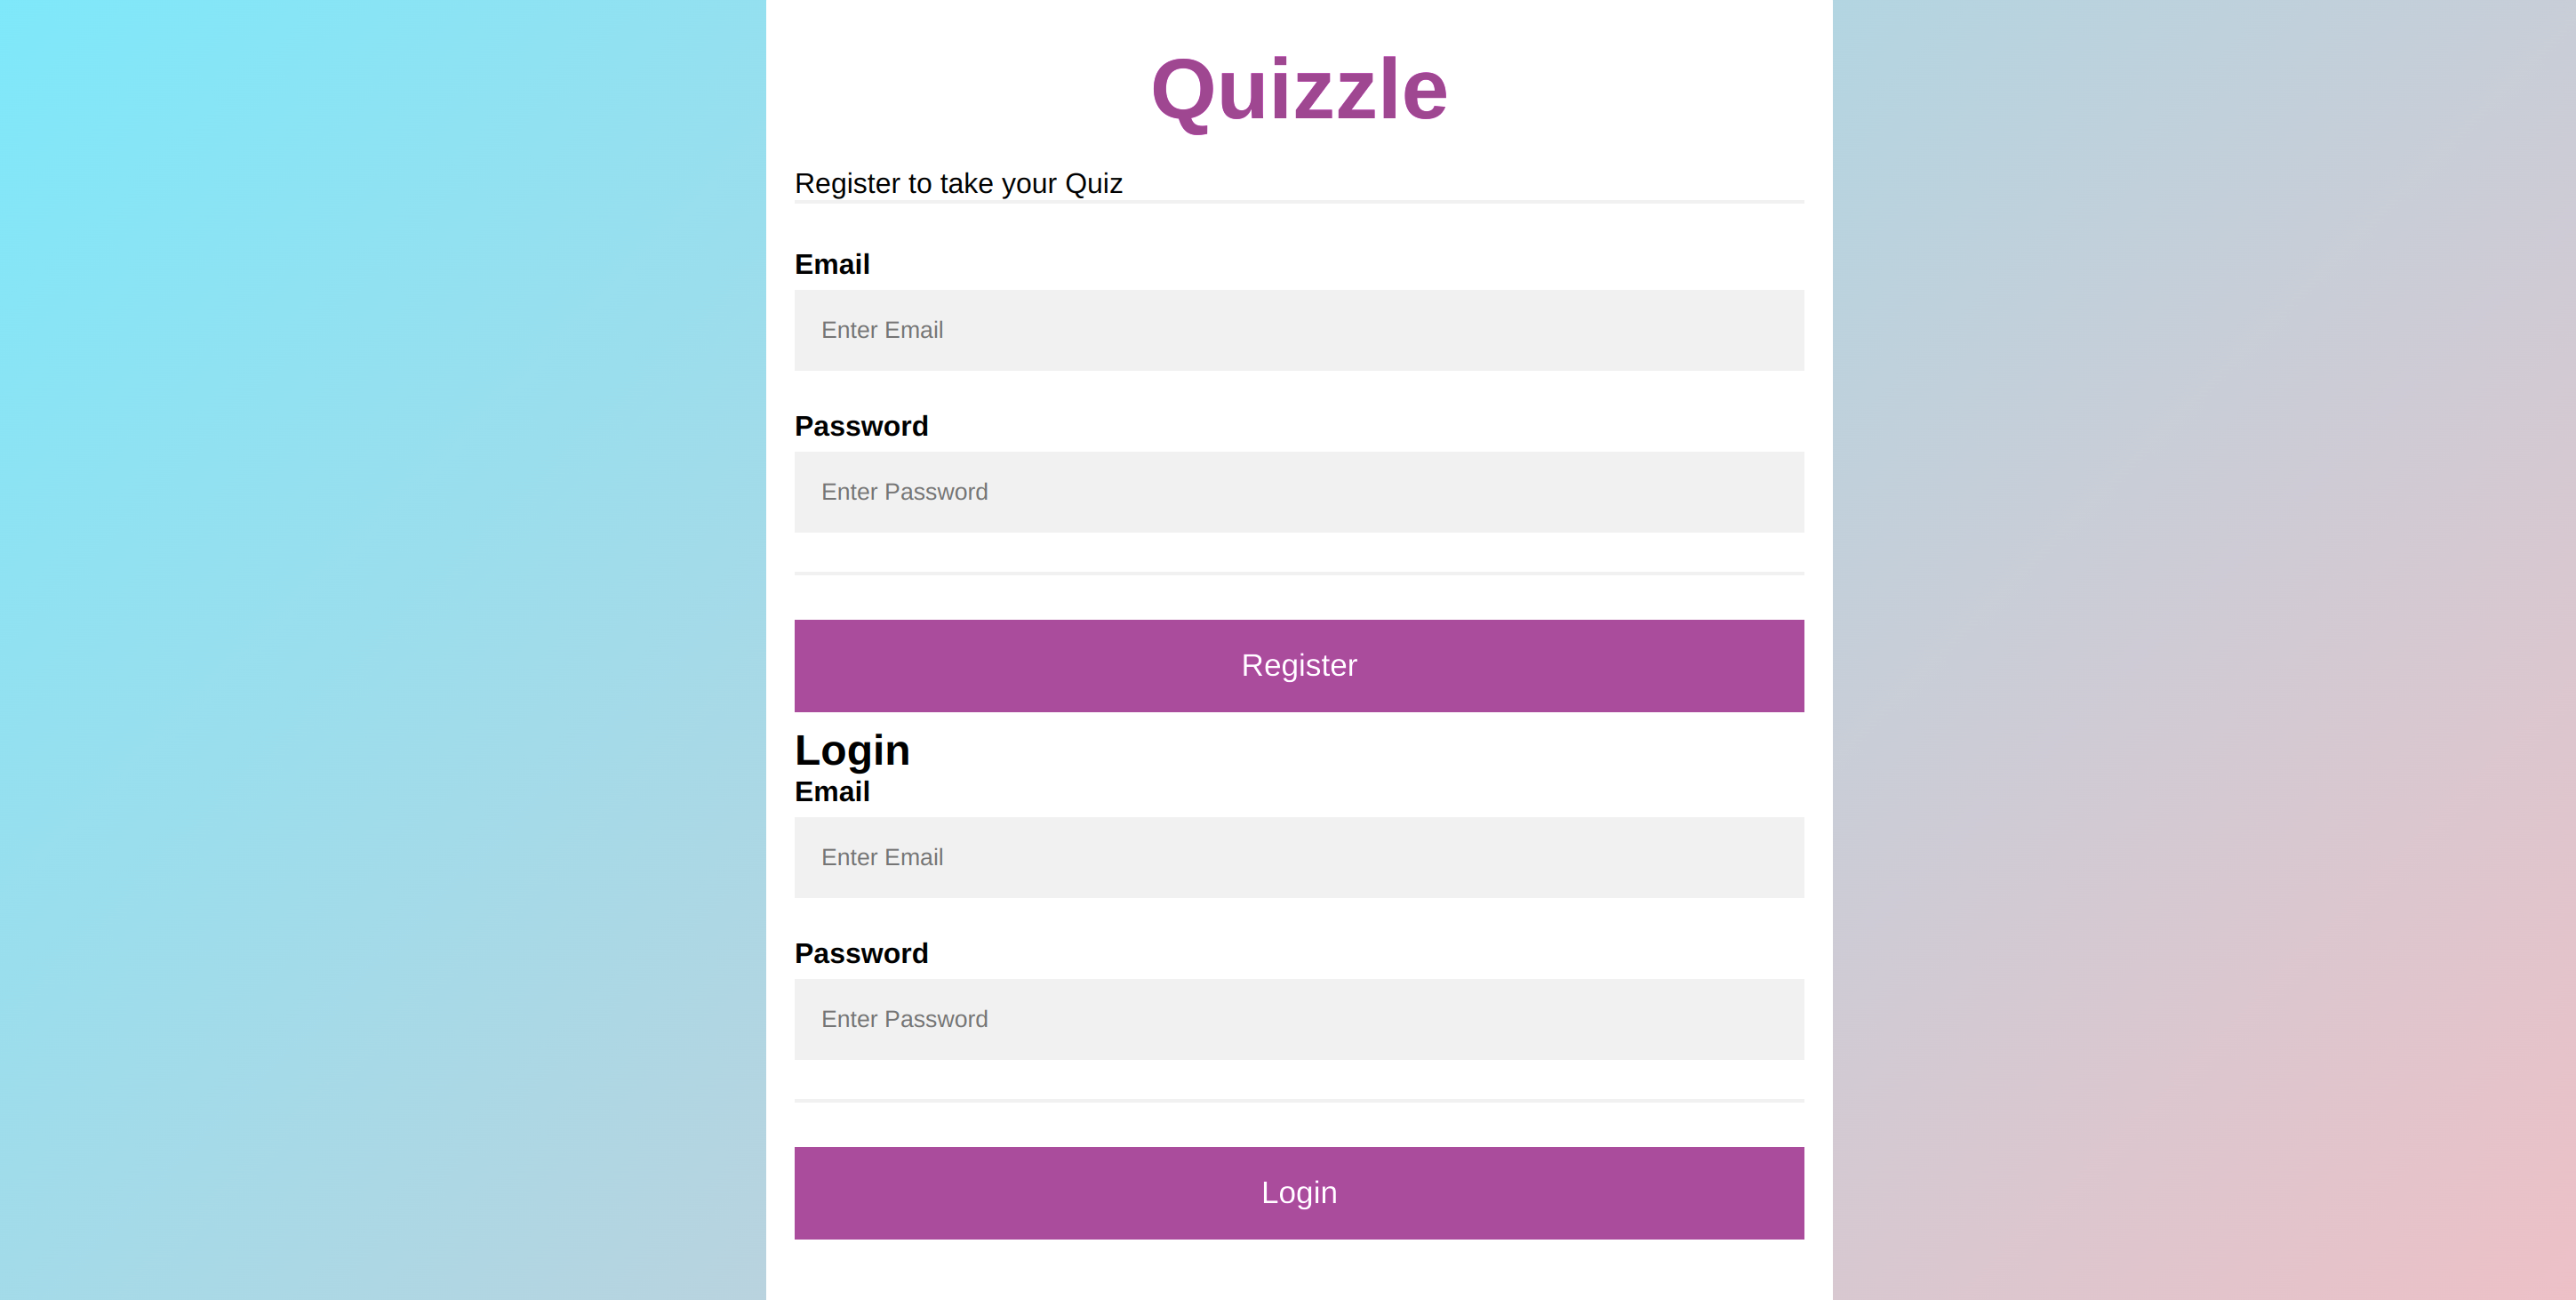 Quizzle
Register to take your Quiz
Email
Enter Email
Password
Enter Password
Register
Login
Email
Enter Email
Password
Enter Password
Login